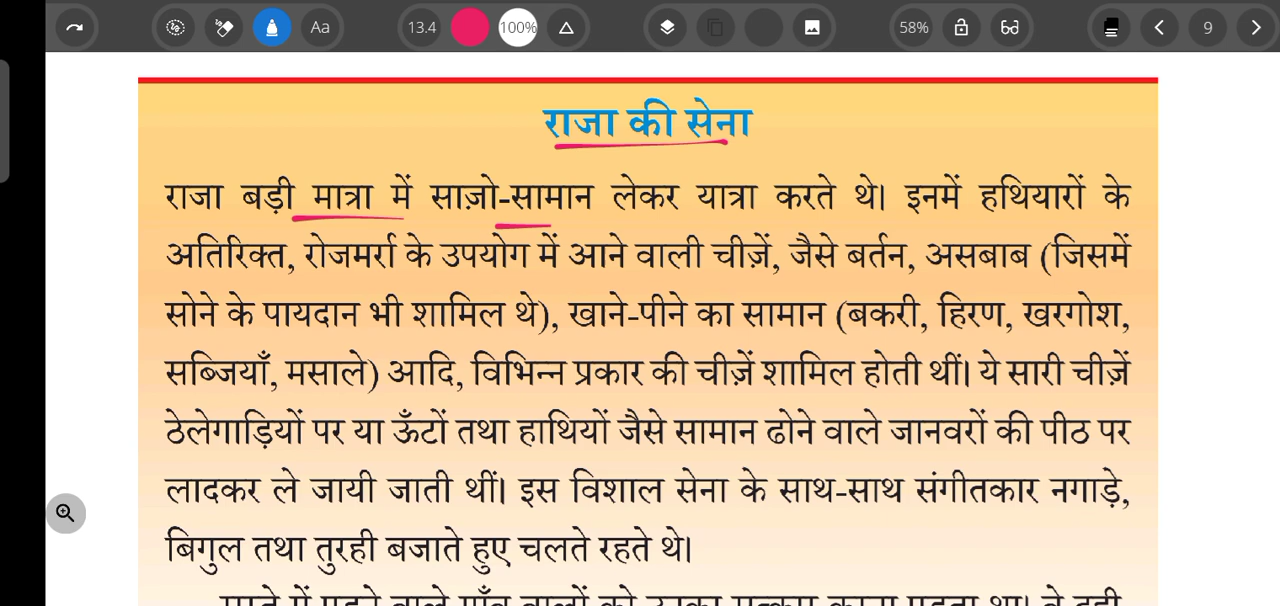 Aa 13.4 100% 58% 9
राजा की सेना
राजा बड़ी मात्रा में साज़ो-सामान लेकर यात्रा करते थे। इनमें हथियारों के
अतिरिक्त, रोजमर्रा के उपयोग में आने वाली चीज़ें, जैसे बर्तन, असबाब (जिसमें
सोने के पायदान भी शामिल थे), खाने-पीने का सामान (बकरी, हिरण, खरगोश,
सब्जियाँ, मसाले) आदि, विभिन्न प्रकार की चीज़ें शामिल होती थीं। ये सारी चीज़ें
ठेलेगाड़ियों पर या ऊँटों तथा हाथियों जैसे सामान ढोने वाले जानवरों की पीठ पर
लादकर ले जायी जाती थीं। इस विशाल सेना के साथ-साथ संगीतकार नगाड़े,
बिगुल तथा तुरही बजाते हुए चलते रहते थे।